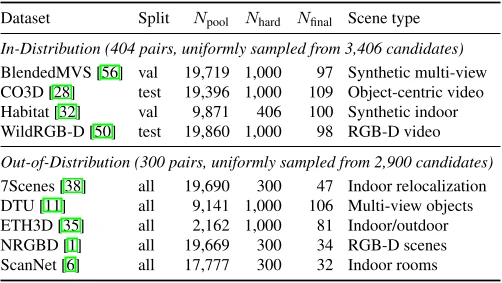 Dataset Split N_pool N_hard N_final Scene type
In-Distribution (404 pairs, uniformly sampled from 3,406 candidates)
BlendedMVS [56] val 19,719 1,000 97 Synthetic multi-view
CO3D [28] test 19,396 1,000 109 Object-centric video
Habitat [32] val 9,871 406 100 Synthetic indoor
WildRGB-D [50] test 19,860 1,000 98 RGB-D video
Out-of-Distribution (300 pairs, uniformly sampled from 2,900 candidates)
7Scenes [38] all 19,690 300 47 Indoor relocalization
DTU [11] all 9,141 1,000 106 Multi-view objects
ETH3D [35] all 2,162 1,000 81 Indoor/outdoor
NRGBD [1] all 19,669 300 34 RGB-D scenes
ScanNet [6] all 17,777 300 32 Indoor rooms